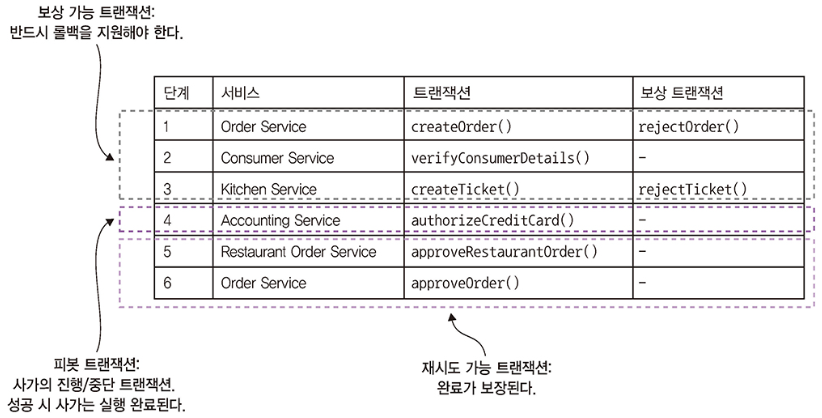 보상 가능 트랜잭션:
반드시 롤백을 지원해야 한다.
단계 서비스 트랜잭션 보상 트랜잭션
1 Order Service createOrder() rejectOrder()
2 Consumer Service verifyConsumerDetails() -
3 Kitchen Service createTicket() rejectTicket()
4 Accounting Service authorizeCreditCard() -
5 Restaurant Order Service approveRestaurantOrder() -
6 Order Service approveOrder() -
피봇 트랜잭션:
사가의 진행/중단 트랜잭션.
성공 시 사가는 실행 완료된다.
재시도 가능 트랜잭션:
완료가 보장된다.